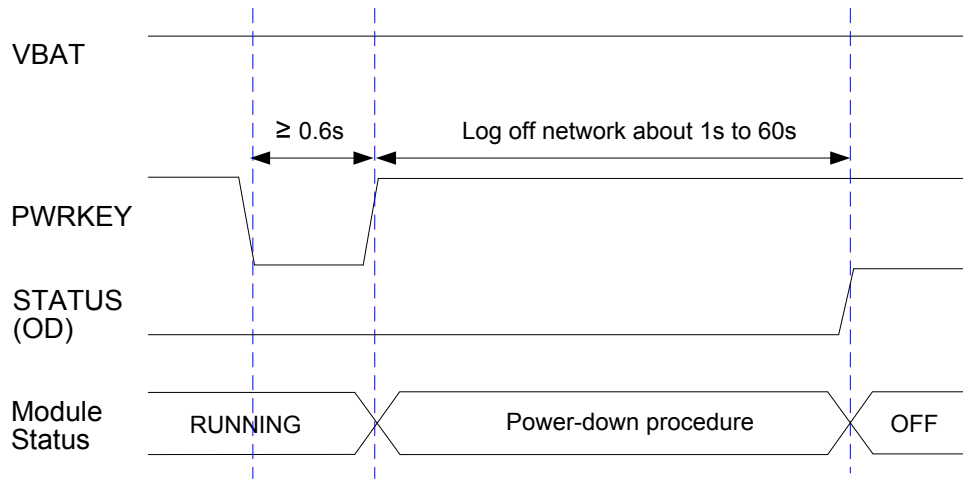 VBAT
≥ 0.6s
Log off network about 1s to 60s
PWRKEY
STATUS
(OD)
Module
Status
RUNNING
Power-down procedure
OFF